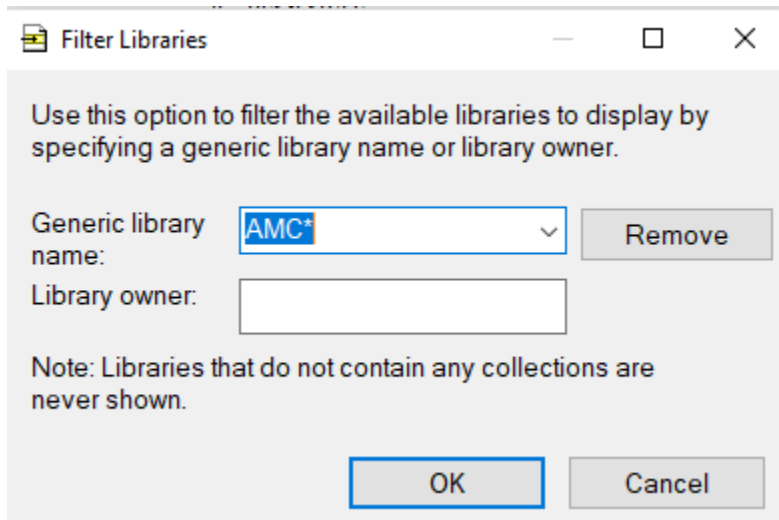 Filter Libraries
Use this option to filter the available libraries to display by
specifying a generic library name or library owner.
Generic library
name:
AMC*
Remove
Library owner:
Note: Libraries that do not contain any collections are
never shown.
OK
Cancel